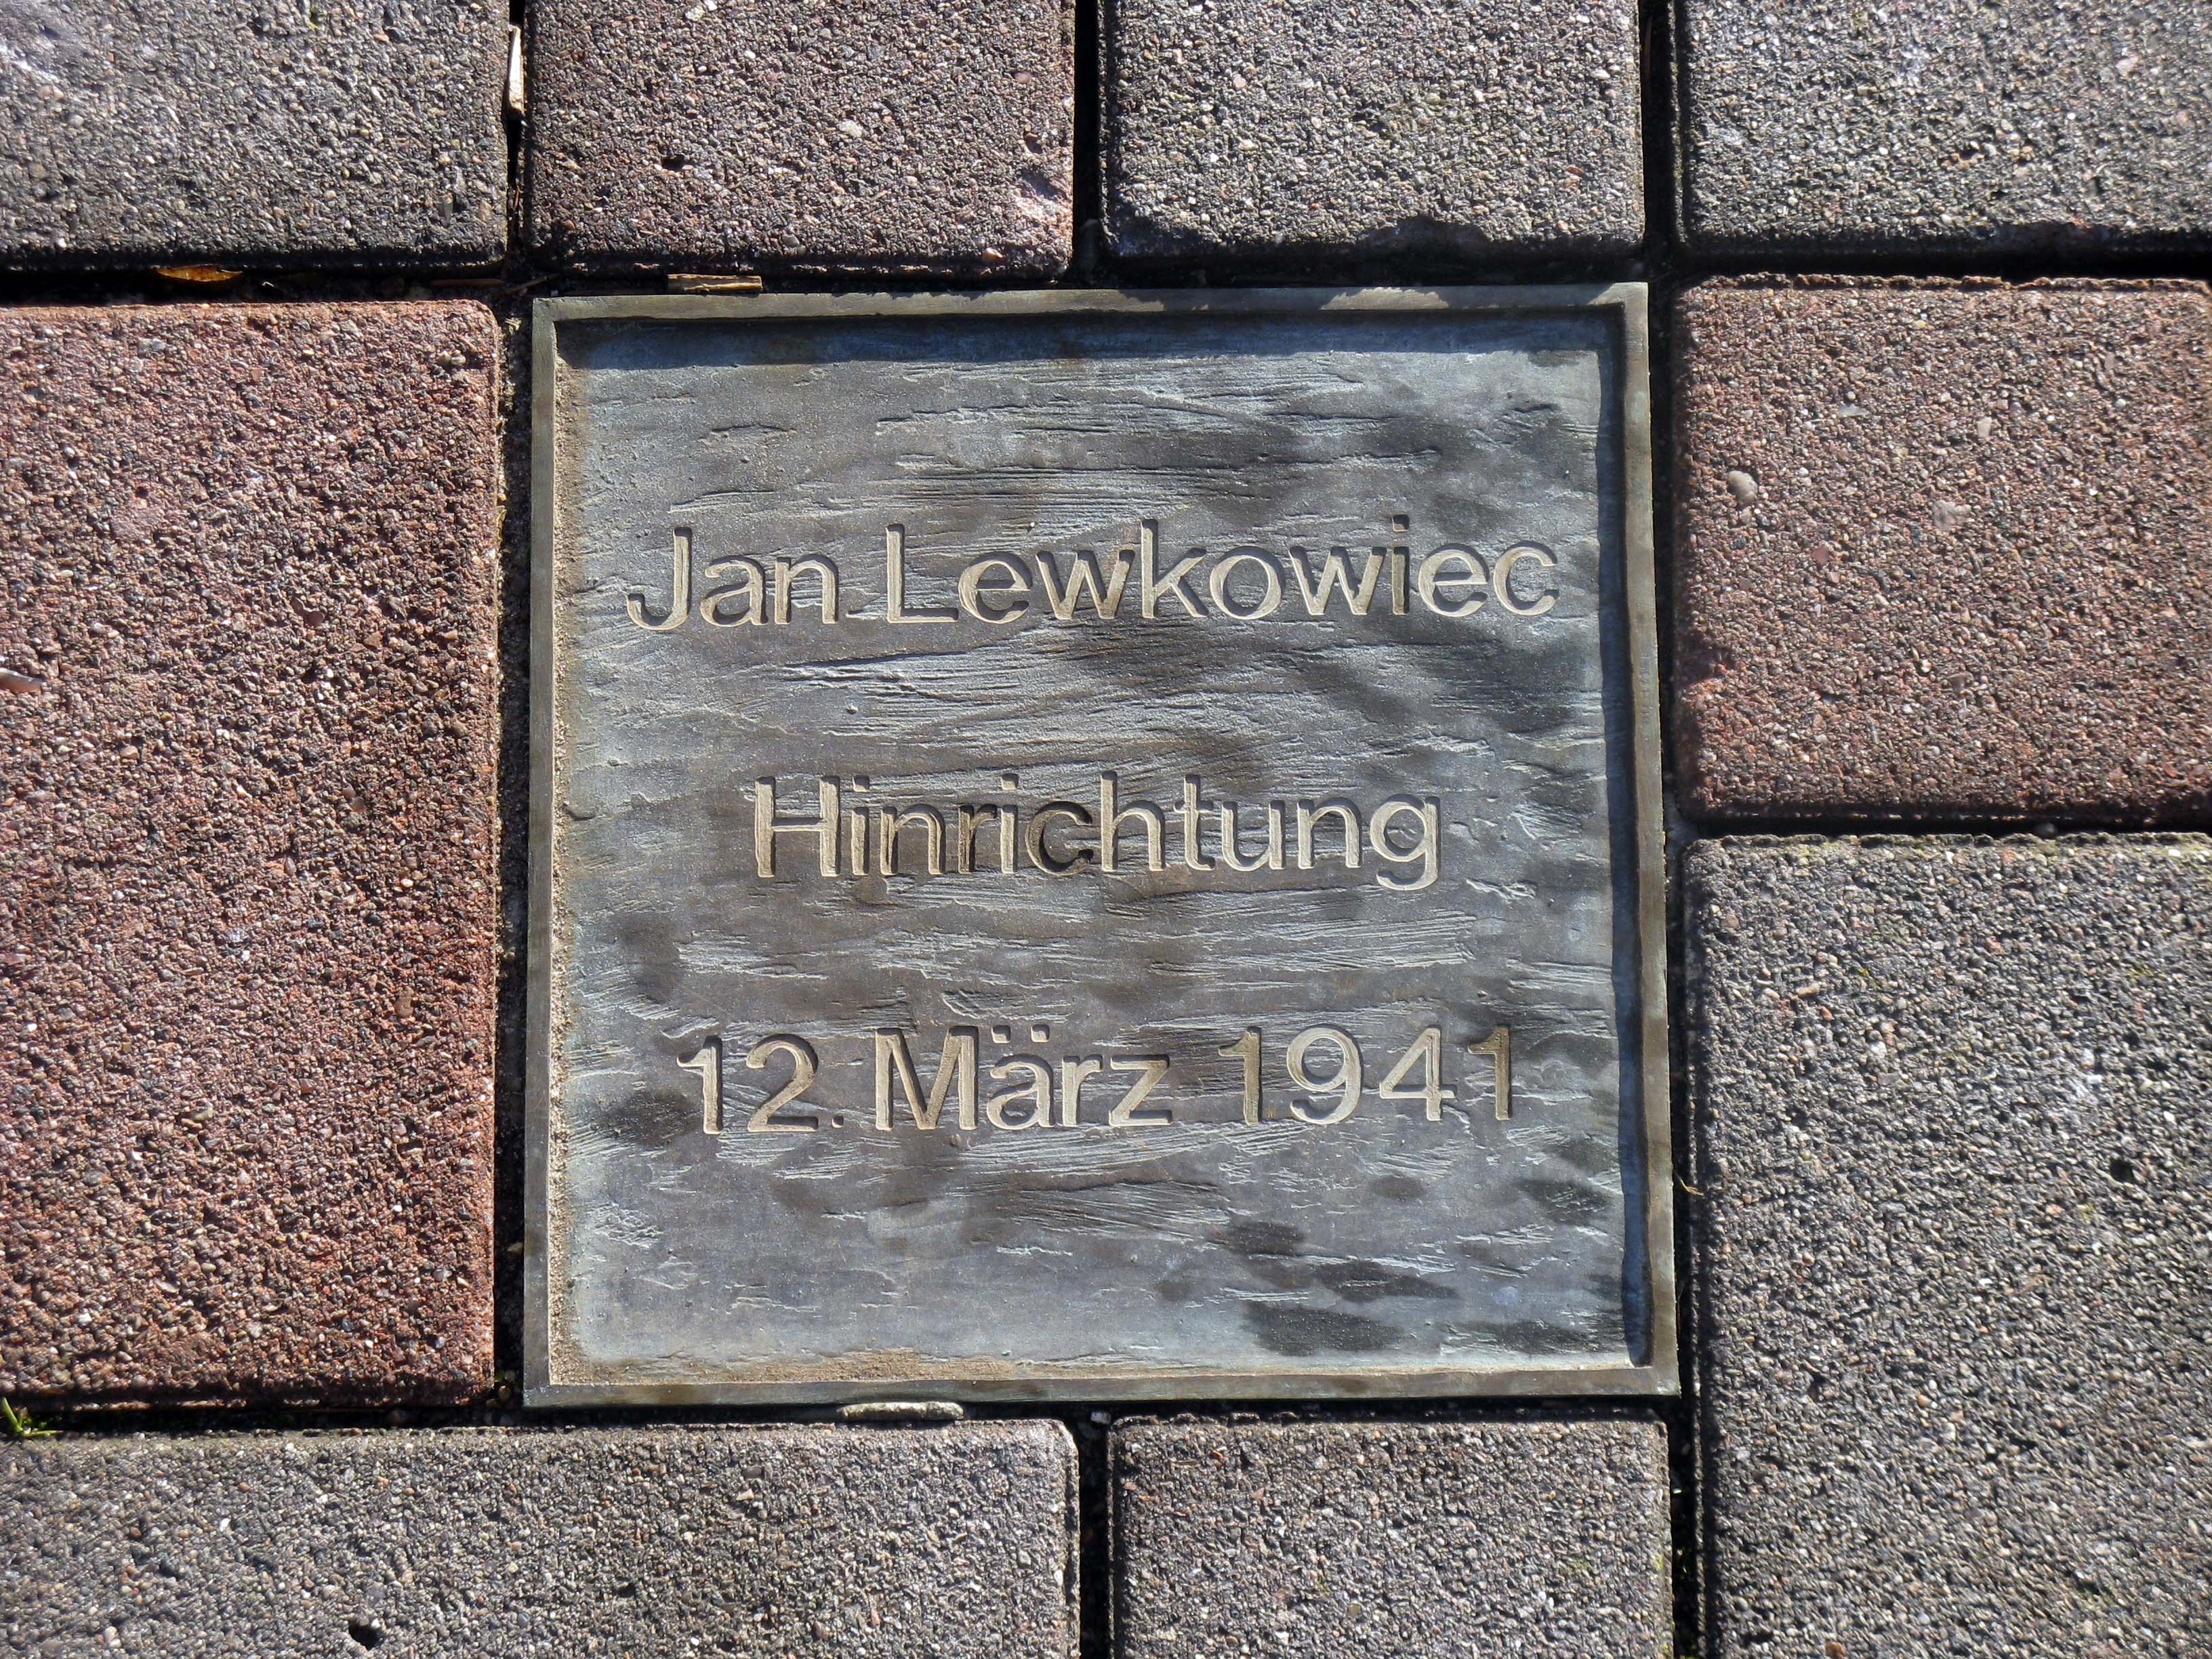 Jan Lewkowiec
Hinrichtung
12. März 1941